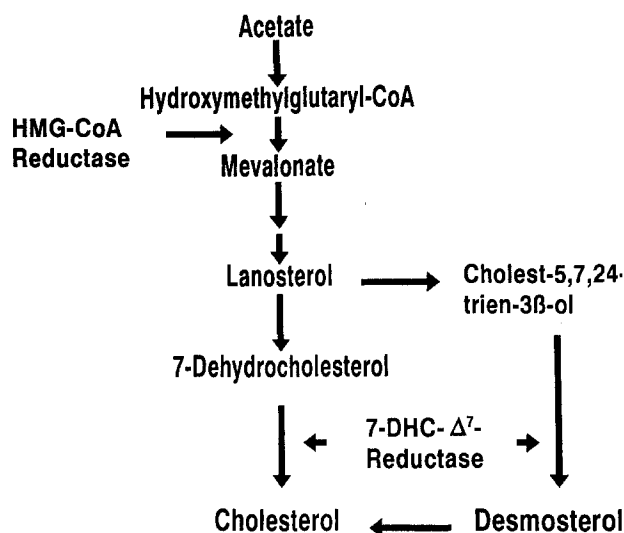 Acetate
Hydroxymethylglutaryl-CoA
HMG-CoA
Reductase
Mevalonate
Lanosterol
Cholest-5,7,24-
trien-3ß-ol
7-Dehydrocholesterol
7-DHC- Δ⁷-
Reductase
Cholesterol
Desmosterol